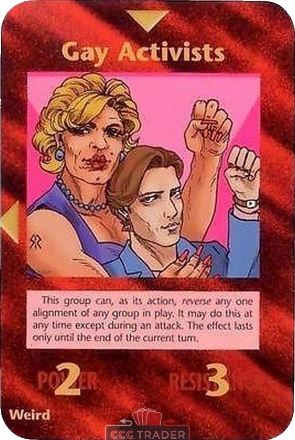 Gay Activists
This group can, as its action, reverse any one
alignment of any group in play. It may do this at
any time except during an attack. The effect lasts
only until the end of the current turn.
POWER 2 RESISTANCE 3
Weird
CCG TRADER